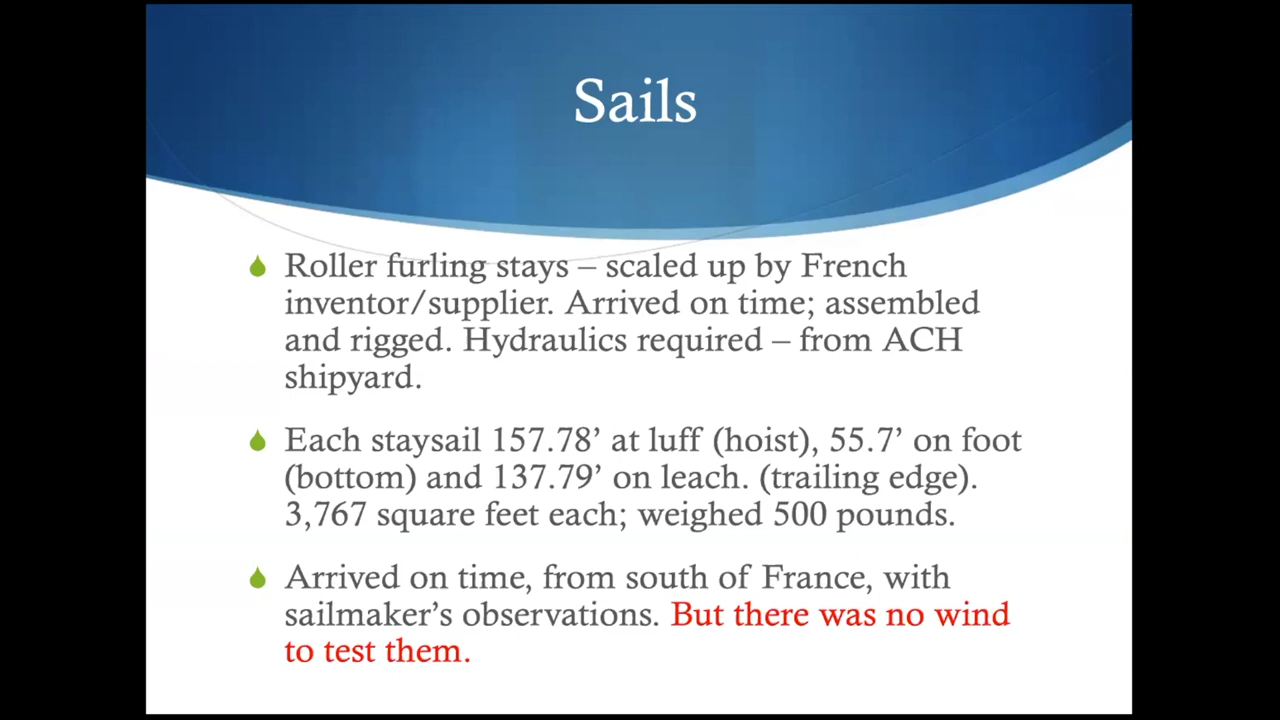 Sails
Roller furling stays – scaled up by French
inventor/supplier. Arrived on time; assembled
and rigged. Hydraulics required – from ACH
shipyard.
Each staysail 157.78’ at luff (hoist), 55.7’ on foot
(bottom) and 137.79’ on leach. (trailing edge).
3,767 square feet each; weighed 500 pounds.
Arrived on time, from south of France, with
sailmaker’s observations. But there was no wind
to test them.